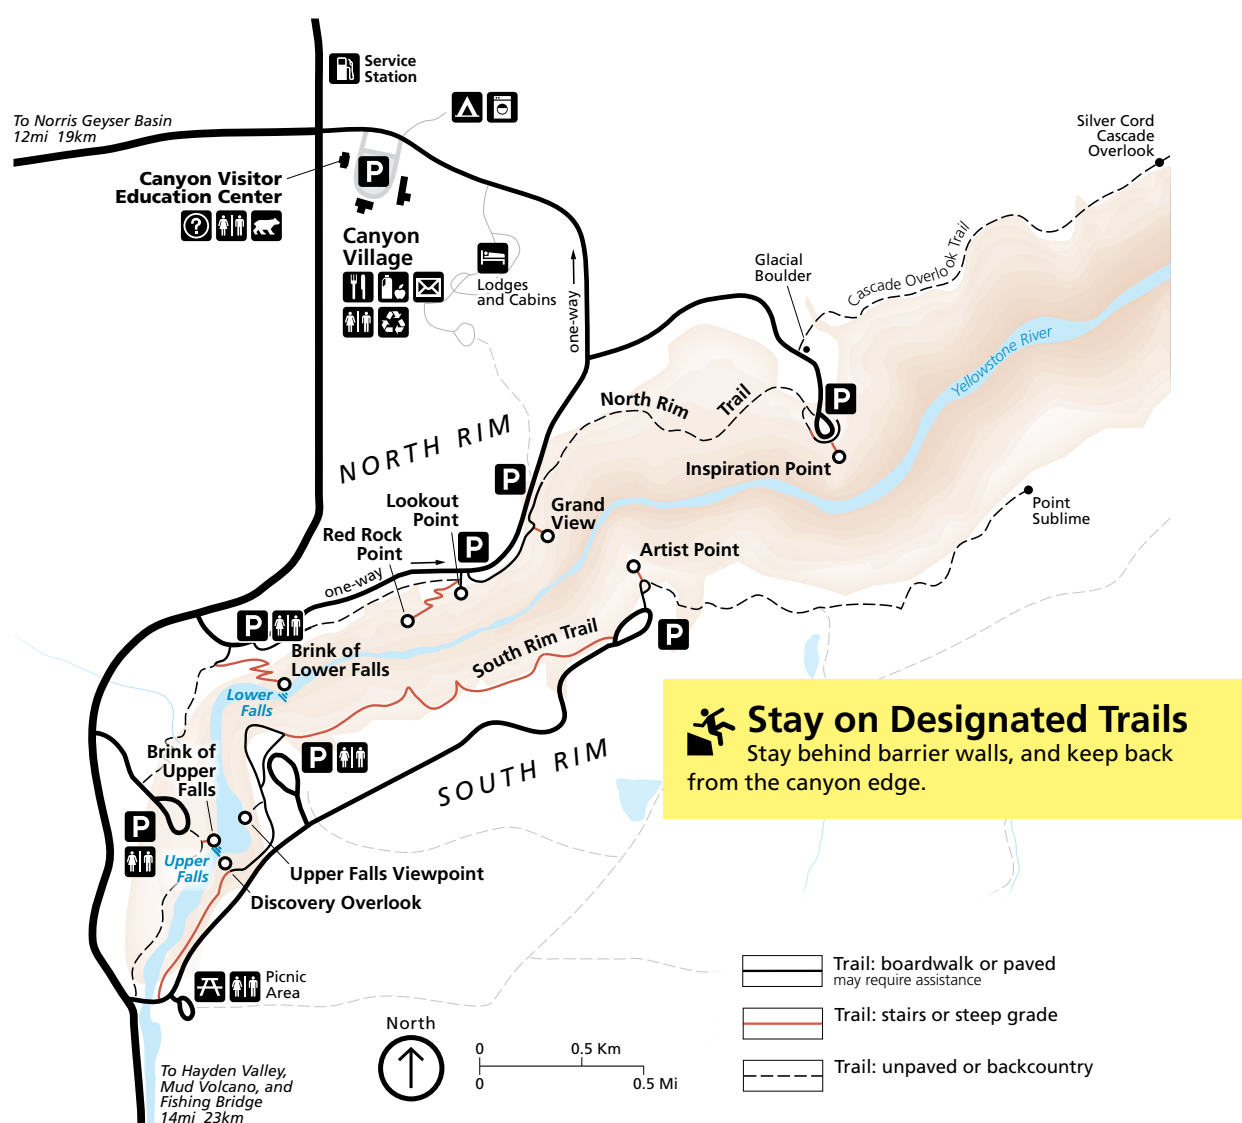 Service
Station
To Norris Geyser Basin
12mi 19km
Silver Cord
Cascade
Overlook
P
Canyon Visitor
Education Center
?
Canyon
Village
Lodges
and Cabins
one-way
Glacial
Boulder
Cascade Overlook Trail
Yellowstone River
P
North Rim Trail
NORTH RIM
Inspiration Point
P
Lookout
Point
Grand
View
Point
Sublime
Red Rock
Point
P
Artist Point
one-way
P
P
Brink of
Lower Falls
South Rim Trail
Lower
Falls
Stay on Designated Trails
Stay behind barrier walls, and keep back
from the canyon edge.
Brink of
Upper
Falls
P
SOUTH RIM
P
Upper
Falls
Upper Falls Viewpoint
Discovery Overlook
Picnic
Area
Trail: boardwalk or paved
may require assistance
Trail: stairs or steep grade
Trail: unpaved or backcountry
North
0 0.5 Km
0 0.5 Mi
To Hayden Valley,
Mud Volcano, and
Fishing Bridge
14mi 23km